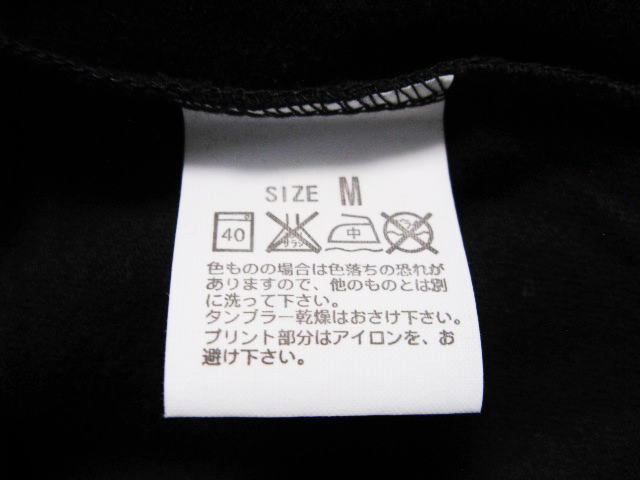 SIZE M
40 サラシ 中
色ものの場合は色落ちの恐れが
ありますので、他のものとは別
に洗って下さい。
タンブラー乾燥はおさけ下さい。
プリント部分はアイロンを、お
避け下さい。